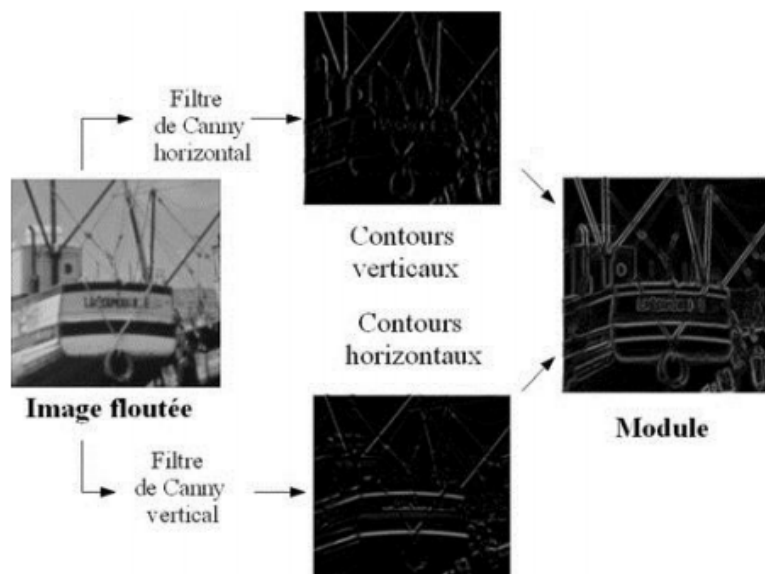 Filtre
de Canny
horizontal
Contours
verticaux
Contours
horizontaux
Image floutée
Module
Filtre
de Canny
vertical